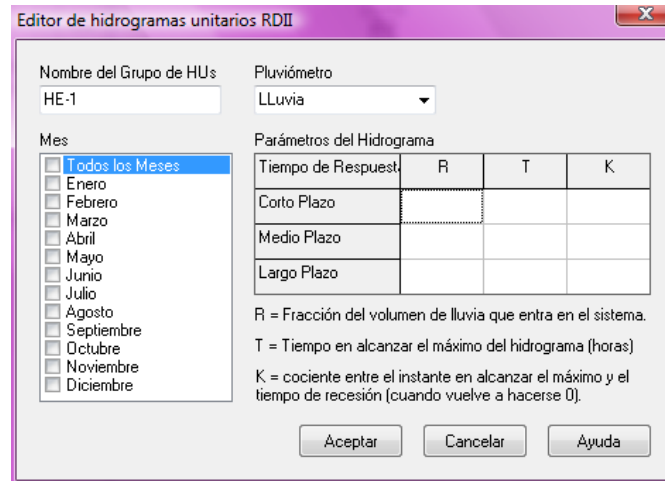 Editor de hidrogramas unitarios RDII
Nombre del Grupo de HUs
Pluviómetro
HE-1
LLuvia
Mes
Parámetros del Hidrograma
Todos los Meses
Enero
Febrero
Marzo
Abril
Mayo
Junio
Julio
Agosto
Septiembre
Octubre
Noviembre
Diciembre
Tiempo de Respuest
R
T
K
Corto Plazo
Medio Plazo
Largo Plazo
R = Fracción del volumen de lluvia que entra en el sistema.
T = Tiempo en alcanzar el máximo del hidrograma (horas)
K = cociente entre el instante en alcanzar el máximo y el
tiempo de recesión (cuando vuelve a hacerse 0).
Aceptar
Cancelar
Ayuda